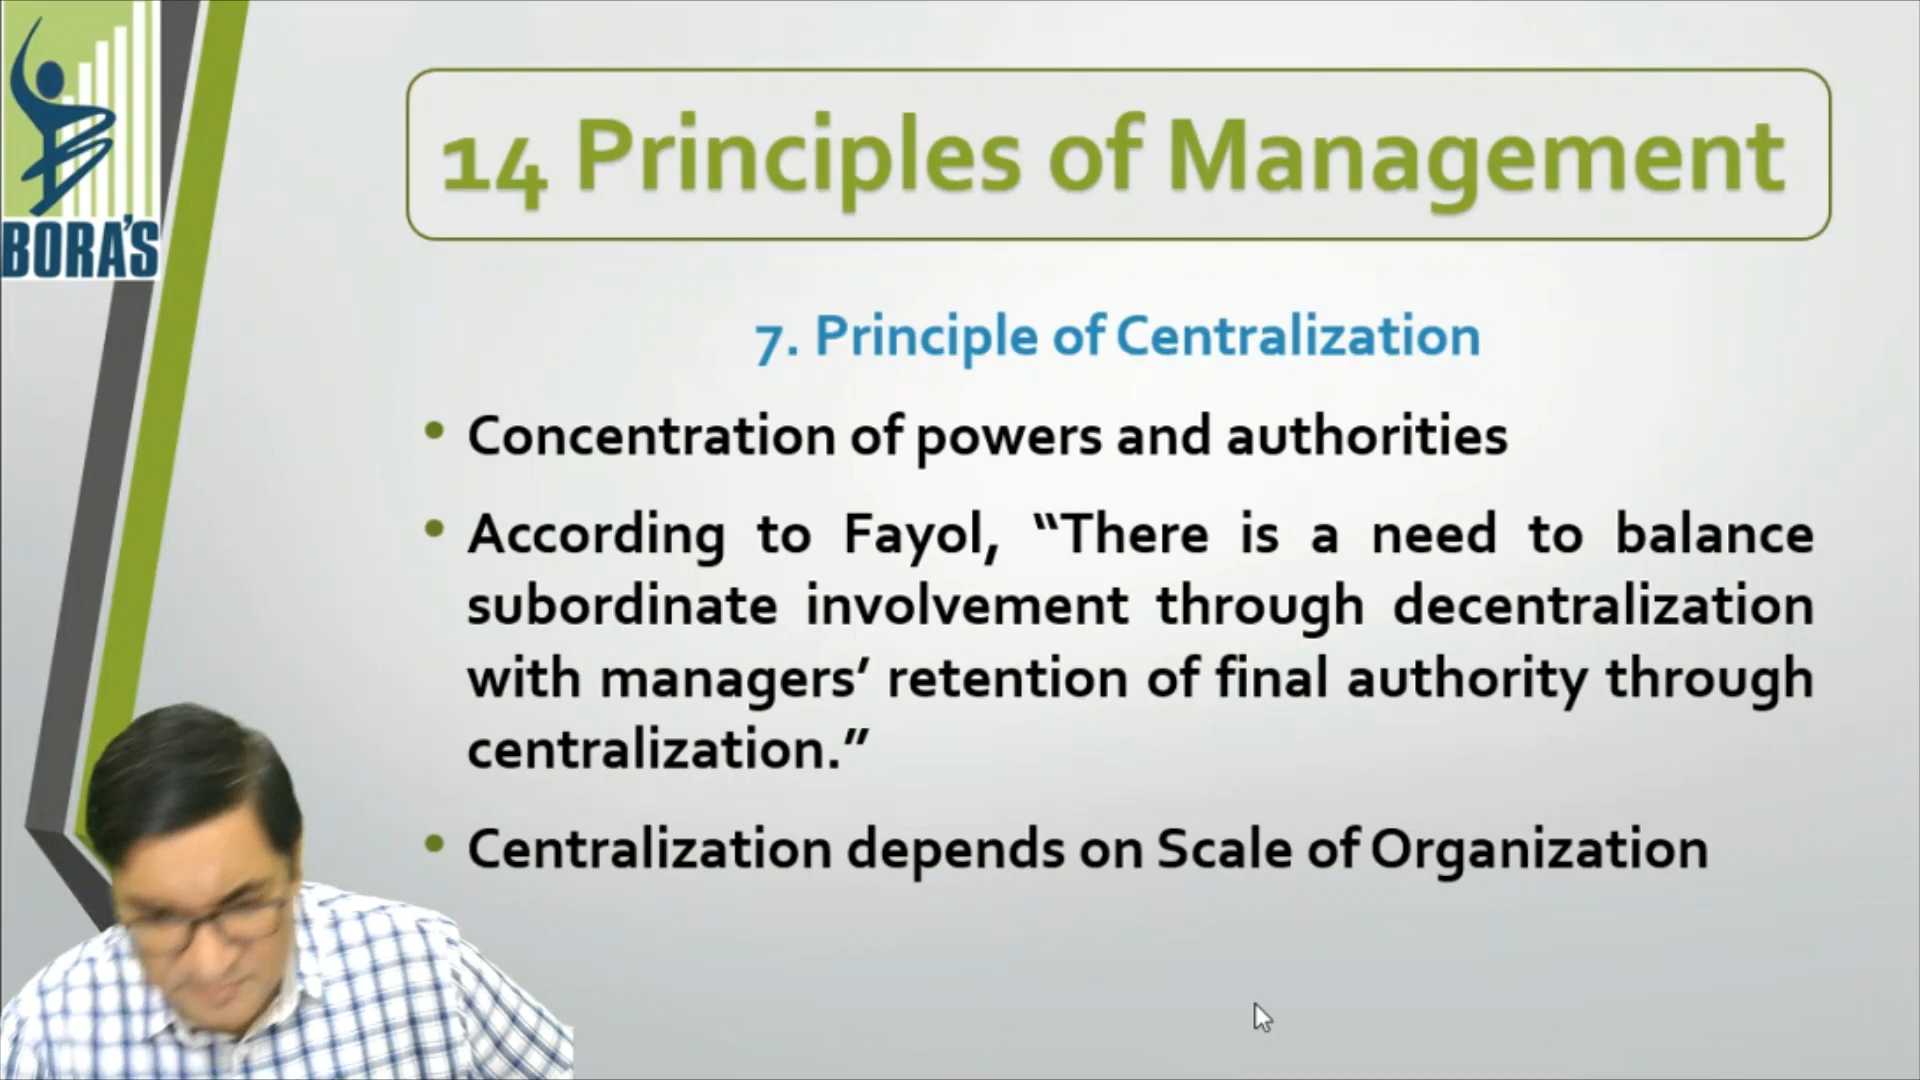 BORA'S
14 Principles of Management
7. Principle of Centralization
• Concentration of powers and authorities
• According to Fayol, “There is a need to balance
subordinate involvement through decentralization
with managers’ retention of final authority through
centralization.”
• Centralization depends on Scale of Organization